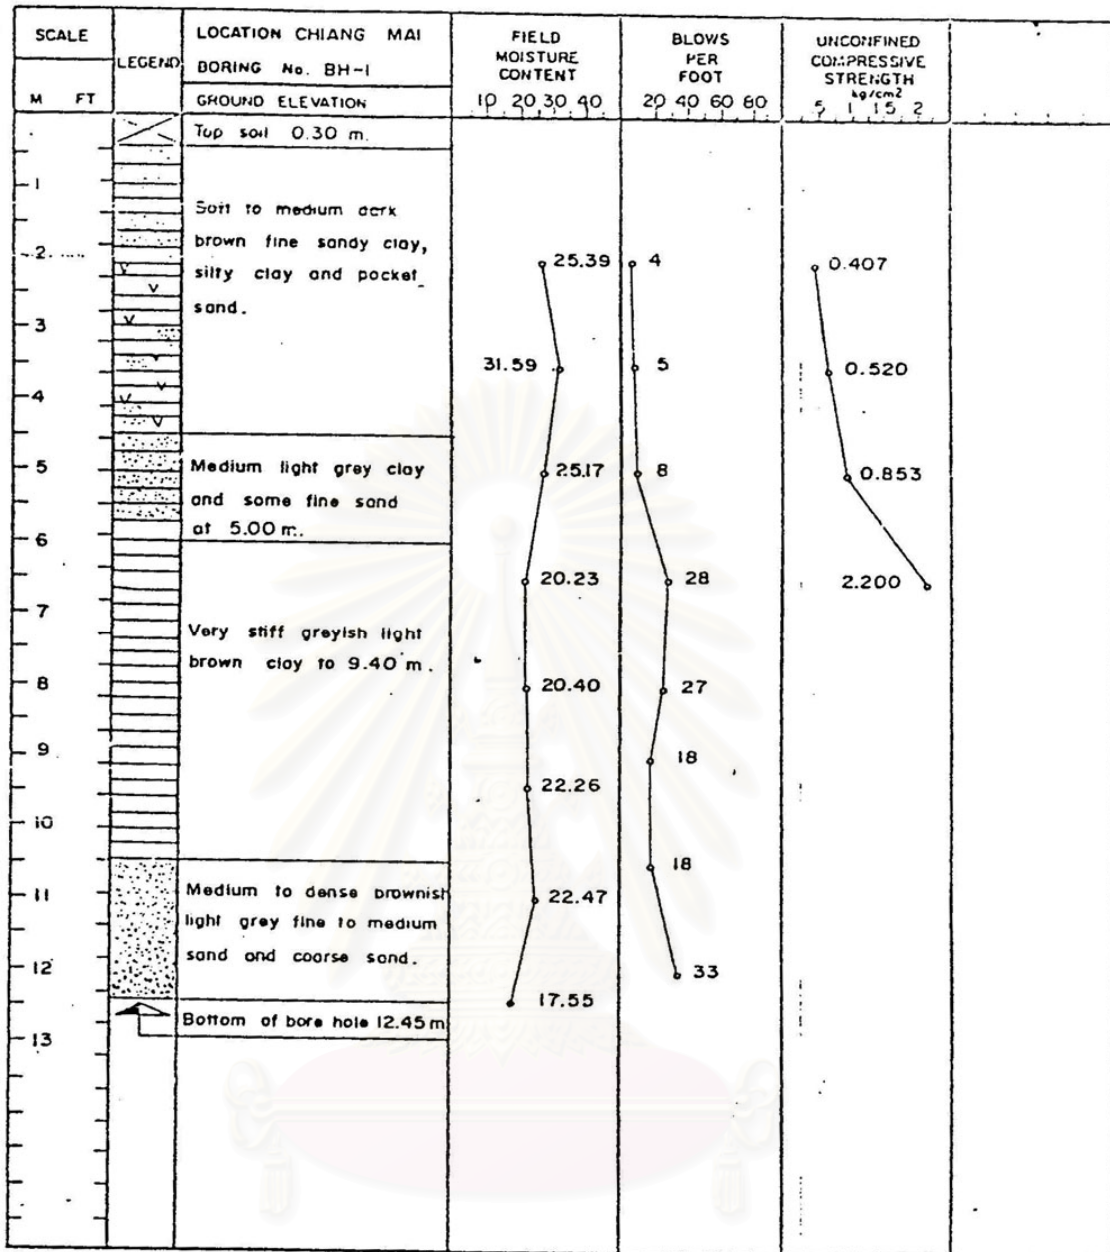 SCALE
M FT
LEGEND
LOCATION CHIANG MAI
BORING No. BH-1
GROUND ELEVATION
FIELD
MOISTURE
CONTENT
10 20 30 40
BLOWS
PER
FOOT
20 40 60 80
UNCONFINED
COMPRESSIVE
STRENGTH
kg/cm2
.5 1 1.5 2
Top soil 0.30 m.
1
2
3
4
5
6
7
8
9
10
11
12
13
Soft to medium dark
brown fine sandy clay,
silty clay and pocket
sand.
Medium light grey clay
and some fine sand
at 5.00 m.
Very stiff greyish light
brown clay to 9.40 m.
Medium to dense brownish
light grey fine to medium
sand and coarse sand.
Bottom of bore hole 12.45 m
25.39
31.59
25.17
20.23
20.40
22.26
22.47
17.55
4
5
8
28
27
18
18
33
0.407
0.520
0.853
2.200